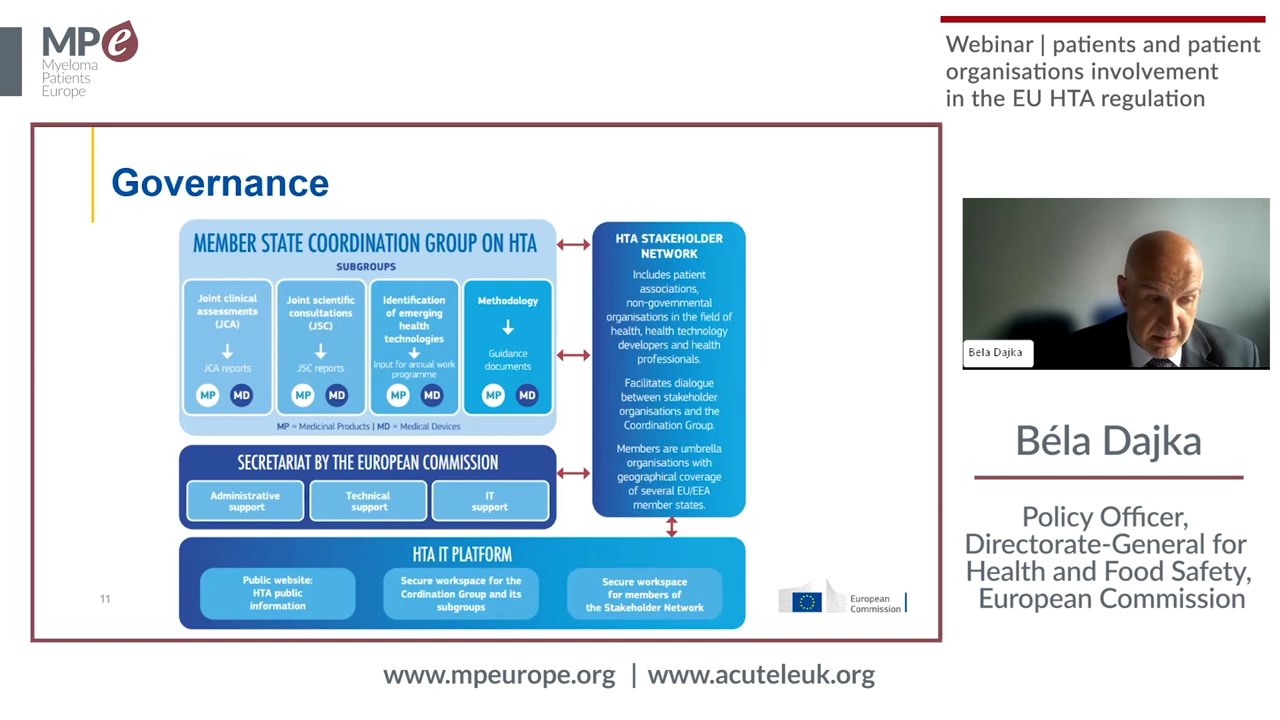 MPe
Myeloma
Patients
Europe
Webinar | patients and patient
organisations involvement
in the EU HTA regulation
Governance
MEMBER STATE COORDINATION GROUP ON HTA
SUBGROUPS
Joint clinical
assessments
(JCA)
JCA reports
MP MD
Joint scientific
consultations
(JSC)
JSC reports
MP MD
Identification
of emerging
health
technologies
Input for annual work
programme
MP MD
Methodology
Guidance
documents
MP MD
MP = Medicinal Products | MD = Medical Devices
HTA STAKEHOLDER
NETWORK
Includes patient
associations,
non-governmental
organisations in the field of
health, health technology
developers and health
professionals.
Facilitates dialogue
between stakeholder
organisations and the
Coordination Group.
Members are umbrella
organisations with
geographical coverage
of several EU/EEA
member states.
SECRETARIAT BY THE EUROPEAN COMMISSION
Administrative
support
Technical
support
IT
support
HTA IT PLATFORM
Public website:
HTA public
information
Secure workspace for the
Cordination Group and its
subgroups
Secure workspace
for members of
the Stakeholder Network
11
European
Commission
Bela Dajka
Béla Dajka
Policy Officer,
Directorate-General for
Health and Food Safety,
European Commission
www.mpeurope.org | www.acuteleuk.org